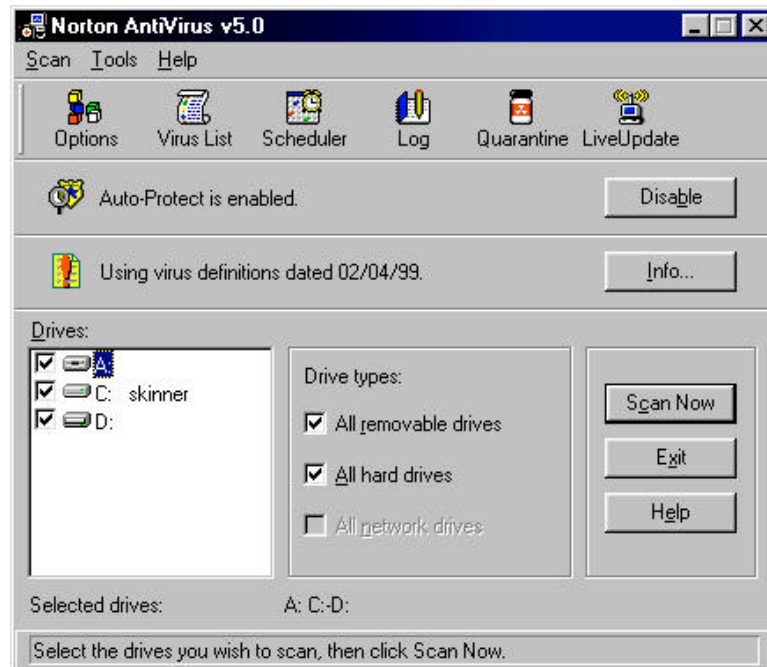 Norton AntiVirus v5.0
Scan Tools Help
Options Virus List Scheduler Log Quarantine LiveUpdate
Auto-Protect is enabled.
Disable
Using virus definitions dated 02/04/99.
Info...
Drives:
A:
C: skinner
D:
Drive types:
All removable drives
All hard drives
All network drives
Scan Now
Exit
Help
Selected drives: A: C:-D:
Select the drives you wish to scan, then click Scan Now.